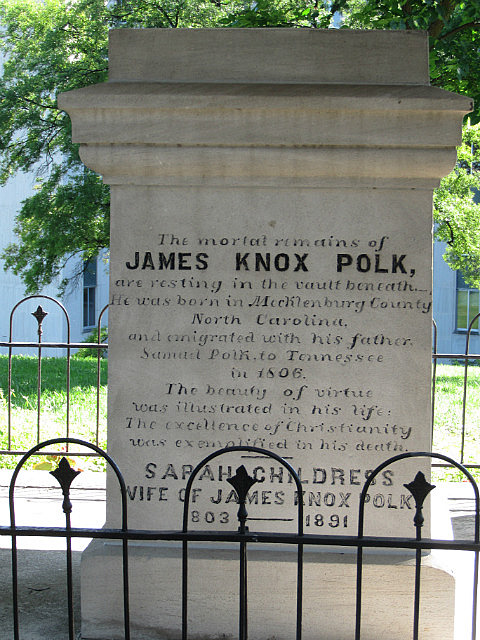 The mortal remains of
JAMES KNOX POLK,
are resting in the vault beneath.
He was born in Mecklenburg County
North Carolina.
and emigrated with his father,
Samuel Polk, to Tennessee
in 1806.
The beauty of virtue
was illustrated in his life:
The excellence of Christianity
was exemplified in his death.
SARAH CHILDRESS
WIFE OF JAMES KNOX POLK
803 — 1891